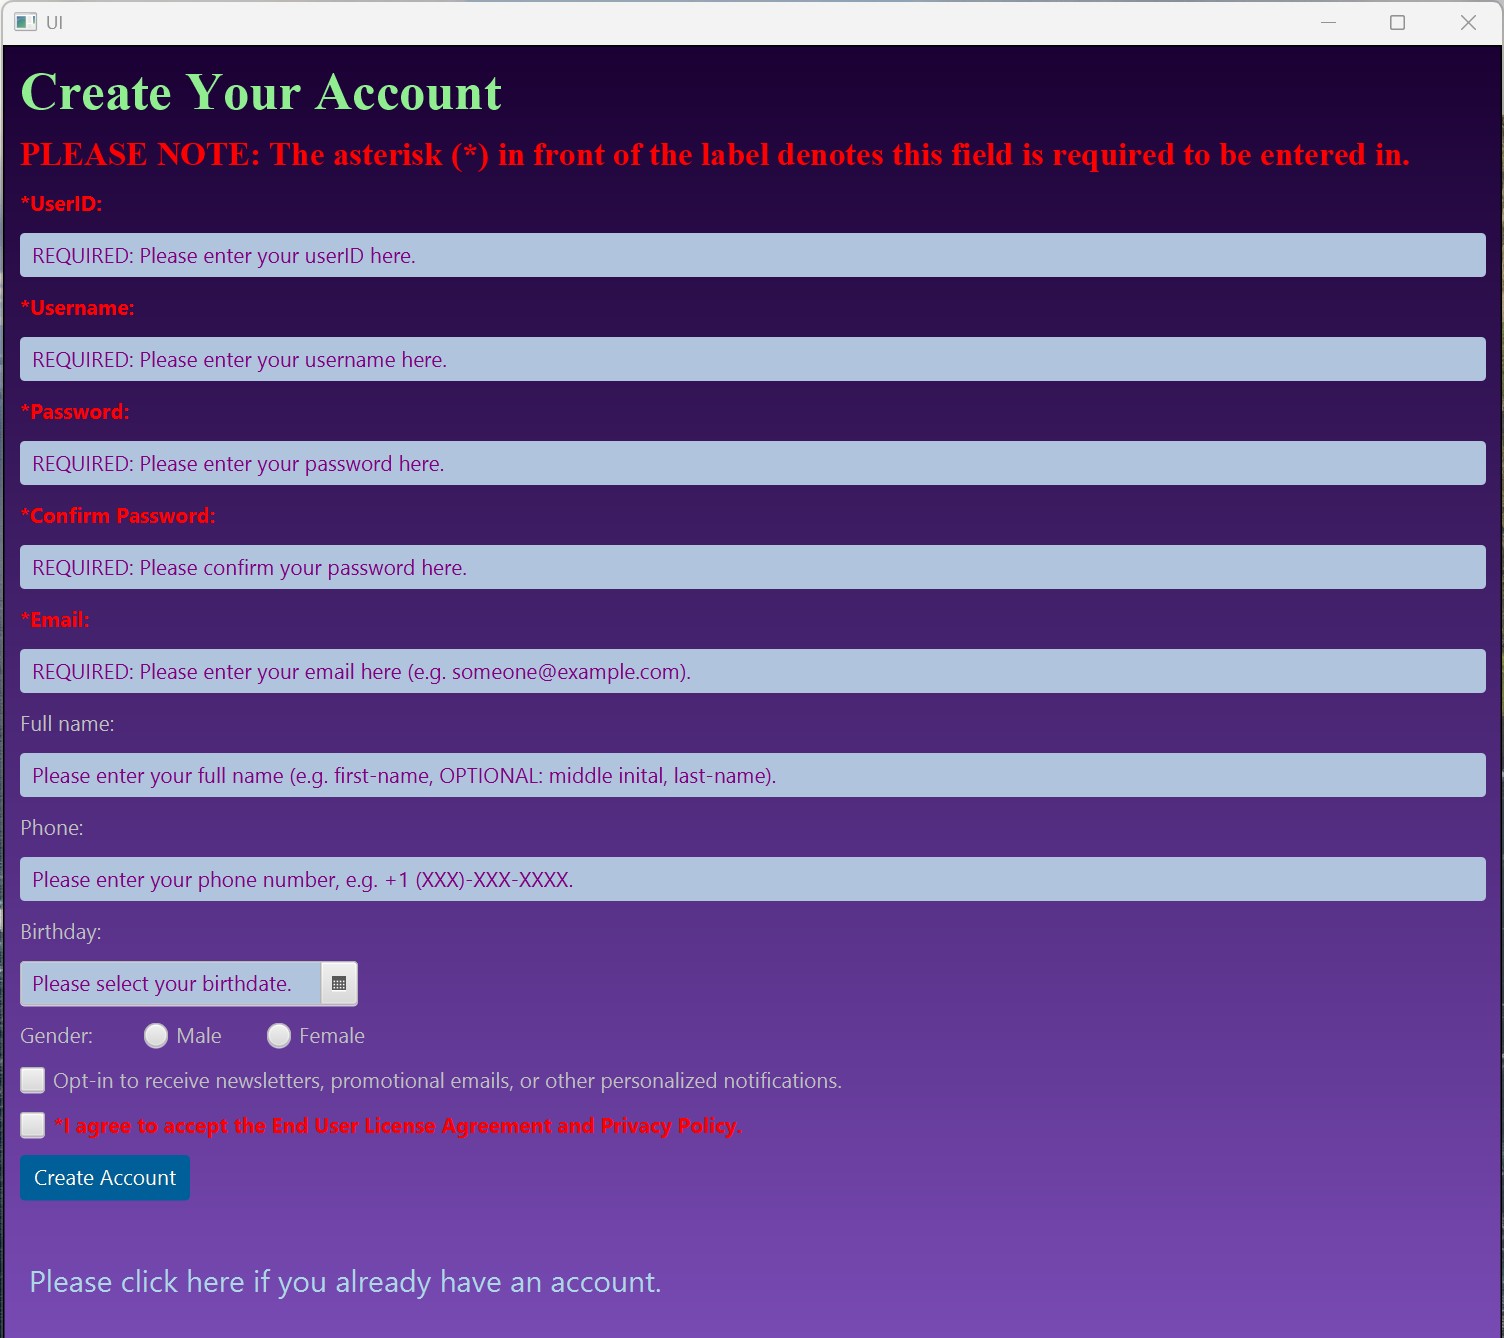 UI
Create Your Account
PLEASE NOTE: The asterisk (*) in front of the label denotes this field is required to be entered in.
*UserID:
REQUIRED: Please enter your userID here.
*Username:
REQUIRED: Please enter your username here.
*Password:
REQUIRED: Please enter your password here.
*Confirm Password:
REQUIRED: Please confirm your password here.
*Email:
REQUIRED: Please enter your email here (e.g. someone@example.com).
Full name:
Please enter your full name (e.g. first-name, OPTIONAL: middle inital, last-name).
Phone:
Please enter your phone number, e.g. +1 (XXX)-XXX-XXXX.
Birthday:
Please select your birthdate.
Gender: Male Female
Opt-in to receive newsletters, promotional emails, or other personalized notifications.
*I agree to accept the End User License Agreement and Privacy Policy.
Create Account
Please click here if you already have an account.